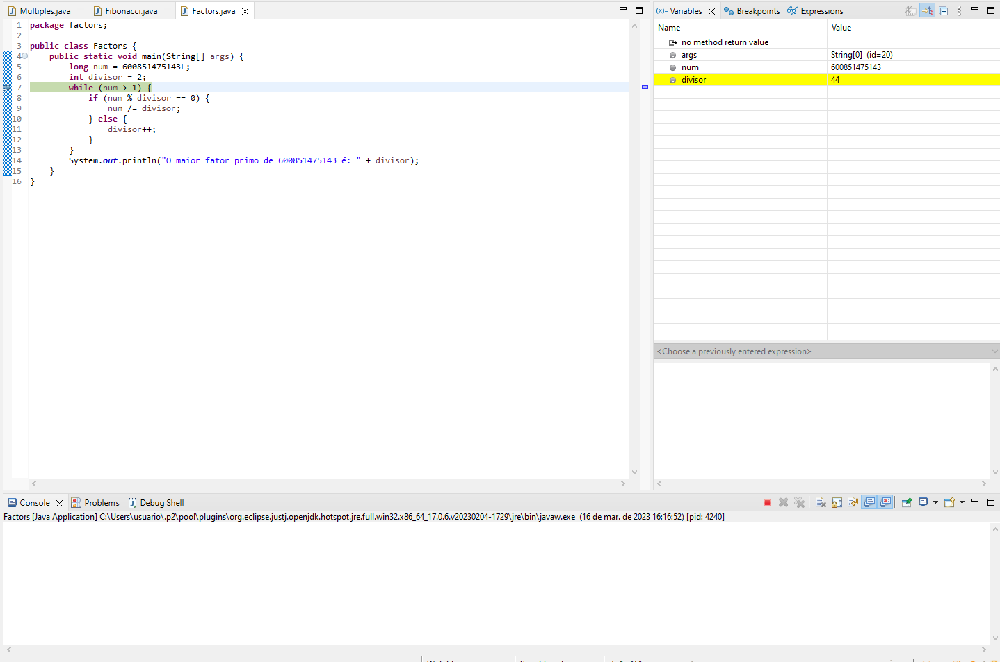 Multiples.java Fibonacci.java Factors.java
1 package factors;
2
3 public class Factors {
4 public static void main(String[] args) {
5 long num = 600851475143L;
6 int divisor = 2;
7 while (num > 1) {
8 if (num % divisor == 0) {
9 num /= divisor;
10 } else {
11 divisor++;
12 }
13 }
14 System.out.println("O maior fator primo de 600851475143 é: " + divisor);
15 }
16 }
(x)= Variables Breakpoints Expressions
Name Value
no method return value
args String[0] (id=20)
num 600851475143
divisor 44
<Choose a previously entered expression>
Console Problems Debug Shell
Factors [Java Application] C:\Users\usuario\.p2\pool\plugins\org.eclipse.justj.openjdk.hotspot.jre.full.win32.x86_64_17.0.6.v20230204-1729\jre\bin\javaw.exe (16 de mar. de 2023 16:16:52) [pid: 4240]